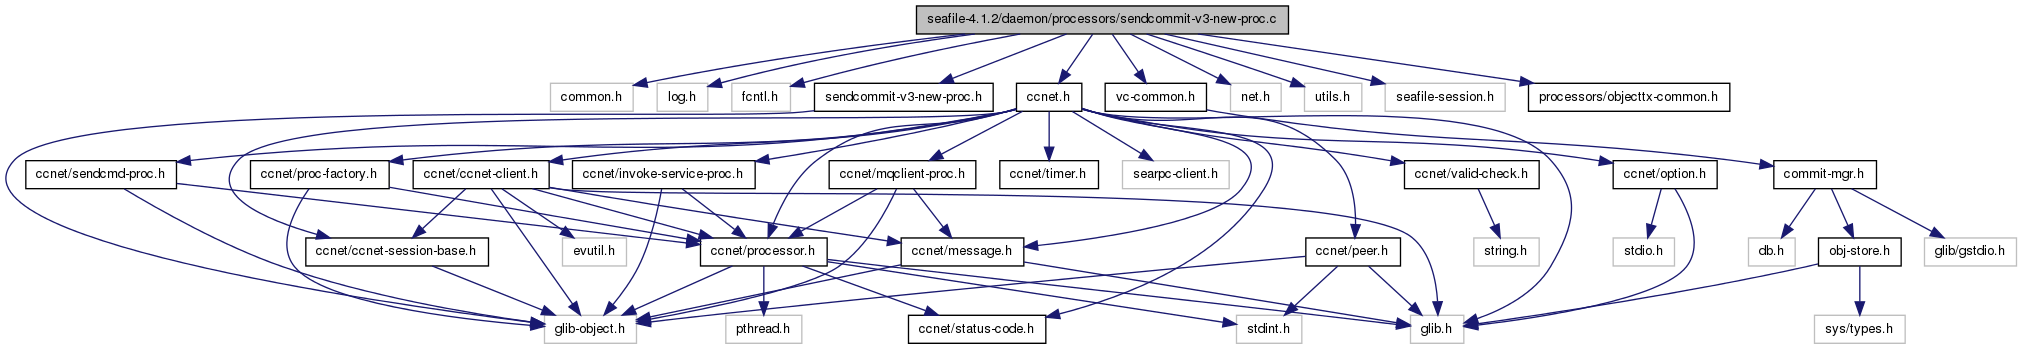 seafile-4.1.2/daemon/processors/sendcommit-v3-new-proc.c
common.h
log.h
fcntl.h
sendcommit-v3-new-proc.h
ccnet.h
vc-common.h
net.h
utils.h
seafile-session.h
processors/objecttx-common.h
ccnet/sendcmd-proc.h
ccnet/proc-factory.h
ccnet/ccnet-client.h
ccnet/invoke-service-proc.h
ccnet/mqclient-proc.h
ccnet/timer.h
searpc-client.h
ccnet/valid-check.h
ccnet/option.h
commit-mgr.h
ccnet/ccnet-session-base.h
evutil.h
ccnet/processor.h
ccnet/message.h
ccnet/peer.h
string.h
stdio.h
db.h
obj-store.h
glib/gstdio.h
glib-object.h
pthread.h
ccnet/status-code.h
stdint.h
glib.h
sys/types.h